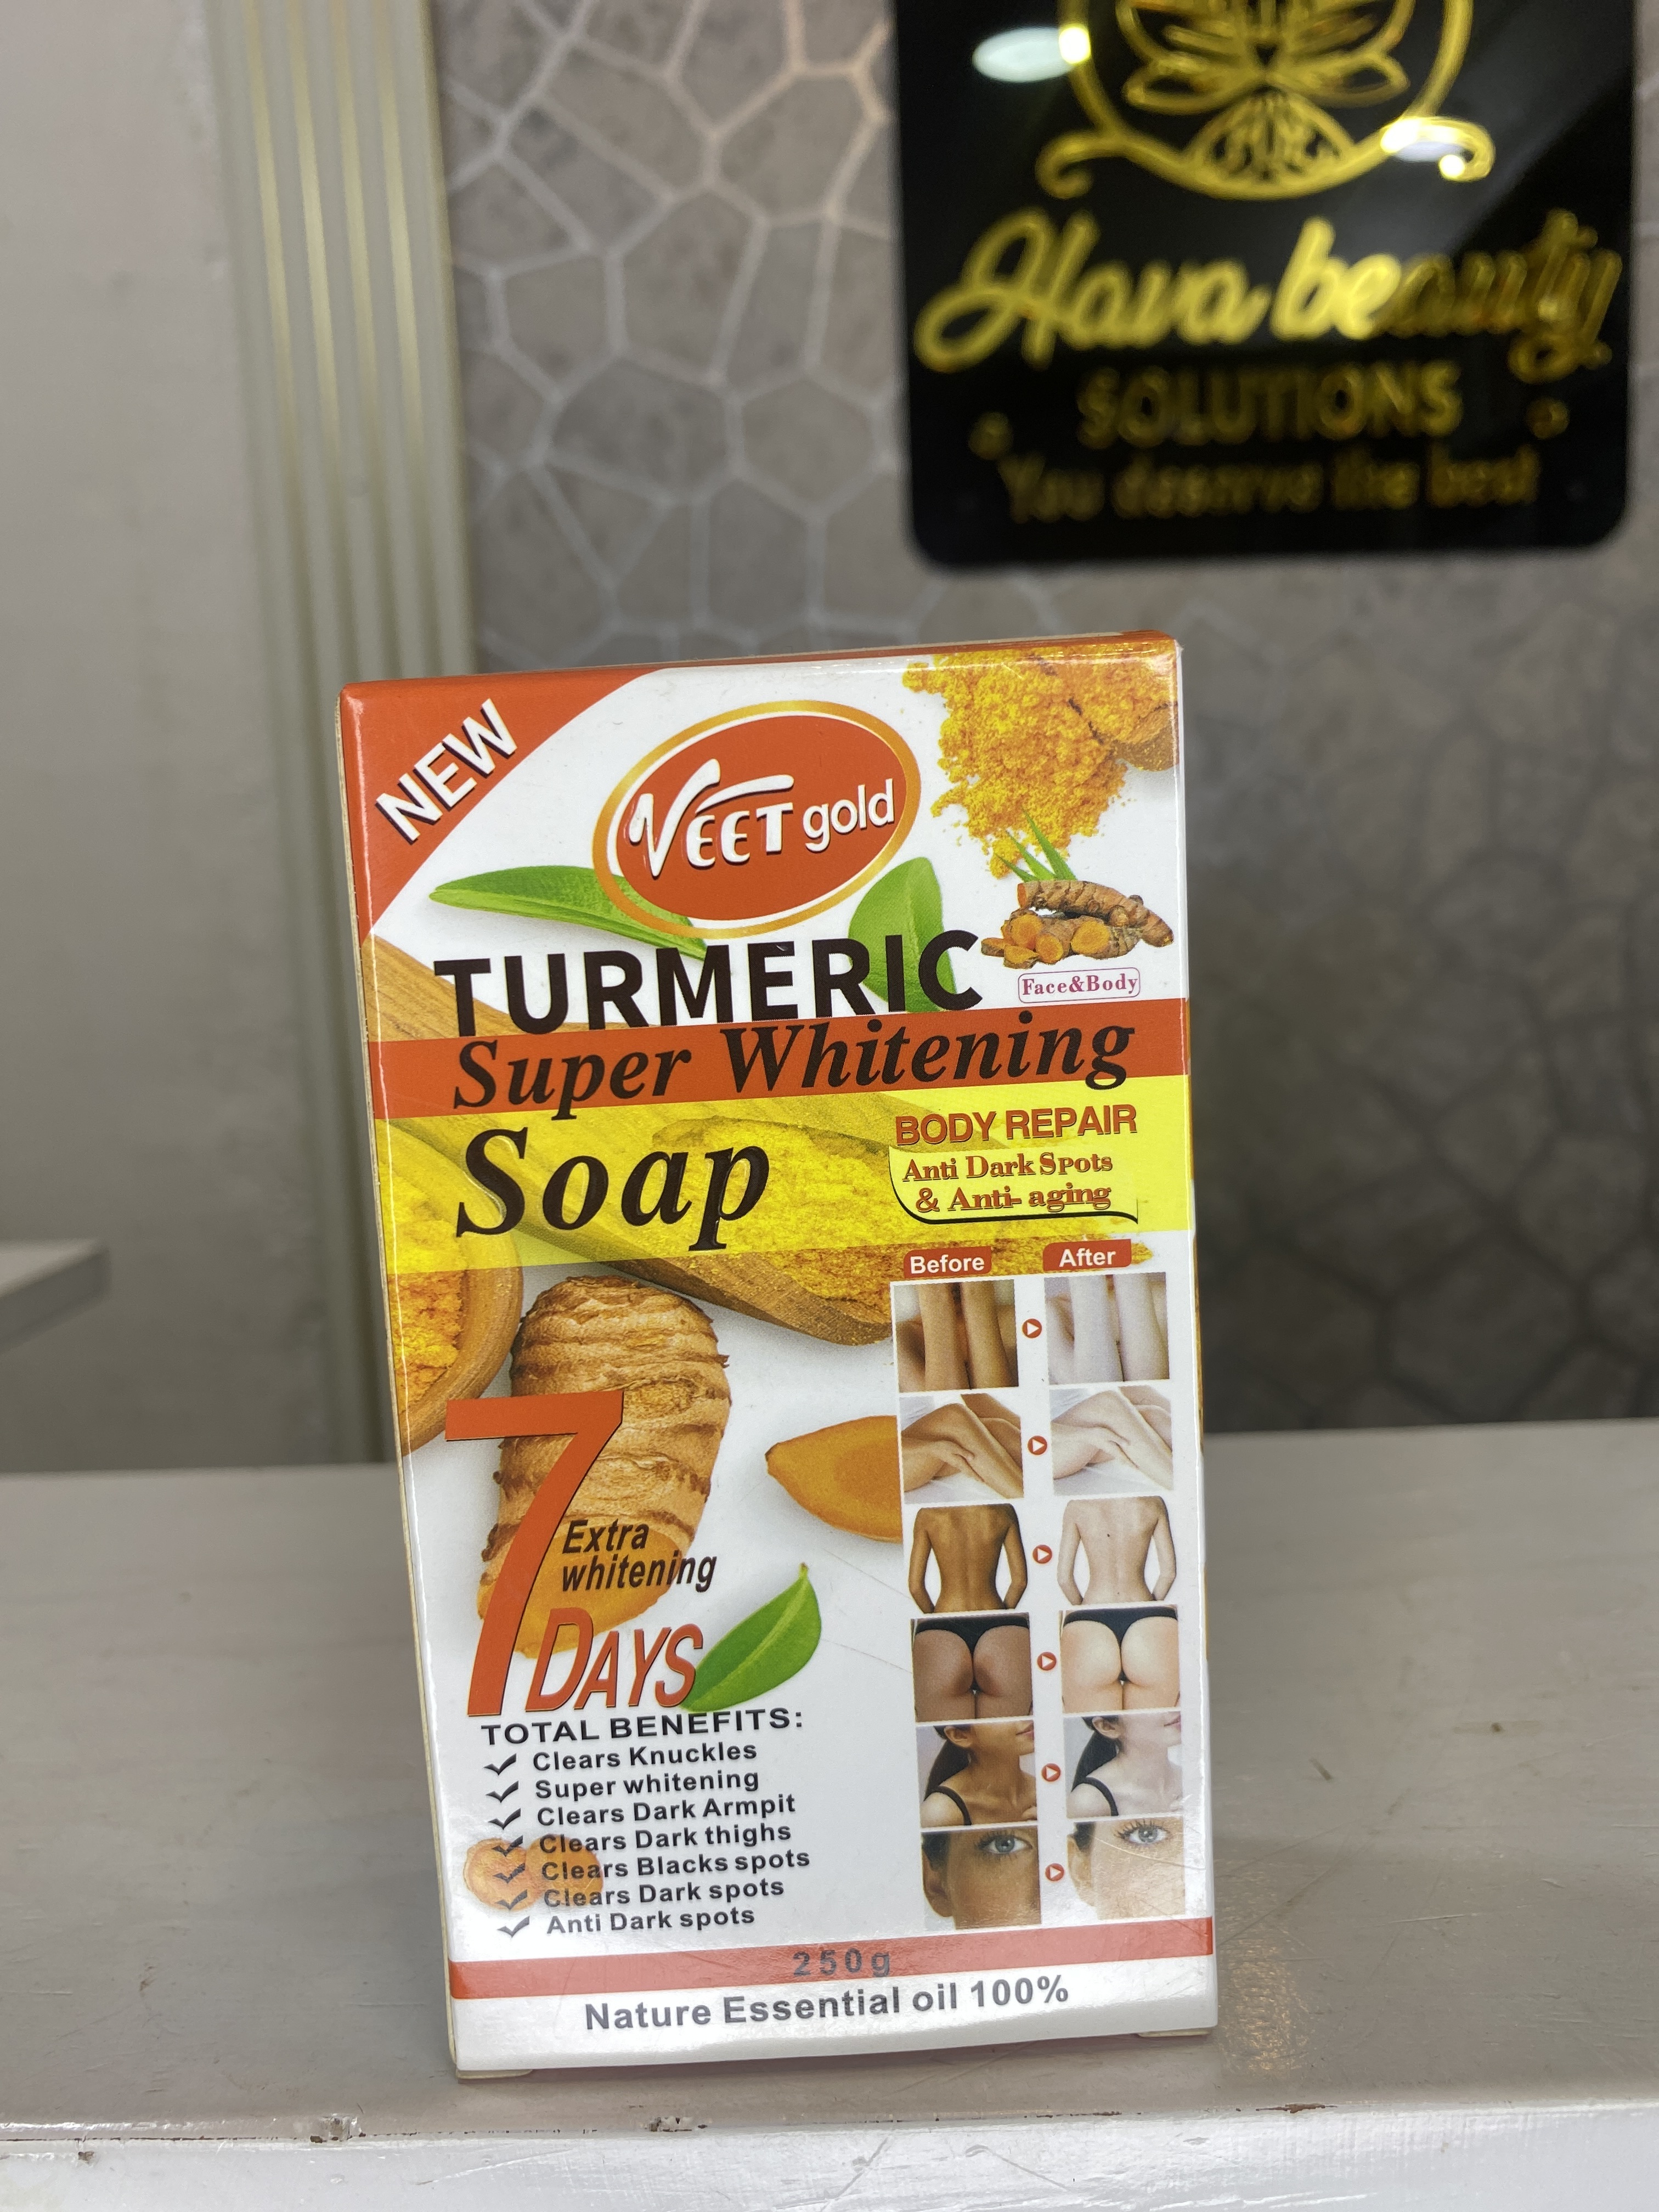 Hava beauty
SOLUTIONS
You deserve the best
NEW
VEET gold
TURMERIC
Face&Body
Super Whitening
Soap
BODY REPAIR
Anti Dark Spots
& Anti- aging
Before
After
7
Extra
whitening
DAYS
TOTAL BENEFITS:
Clears Knuckles
Super whitening
Clears Dark Armpit
Clears Dark thighs
Clears Blacks spots
Clears Dark spots
Anti Dark spots
250g
Nature Essential oil 100%